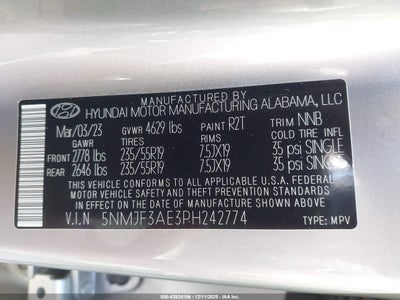 MANUFACTURED BY
HYUNDAI MOTOR MANUFACTURING ALABAMA, LLC
Mar/03/23 GVWR 4629 lbs PAINT R2T TRIM NNB
TIRES RIMS COLD TIRE INFL
FRONT 2778 lbs 235/55R19 7.5JX19 35 psi SINGLE
REAR 2646 lbs 235/55R19 7.5JX19 35 psi SINGLE
THIS VEHICLE CONFORMS TO ALL APPLICABLE FEDERAL
MOTOR VEHICLE SAFETY AND THEFT PREVENTION
STANDARDS IN EFFECT ON THE DATE OF
MANUFACTURE SHOWN ABOVE.
V.I.N 5NMJF3AE3PH242774 TYPE: MPV